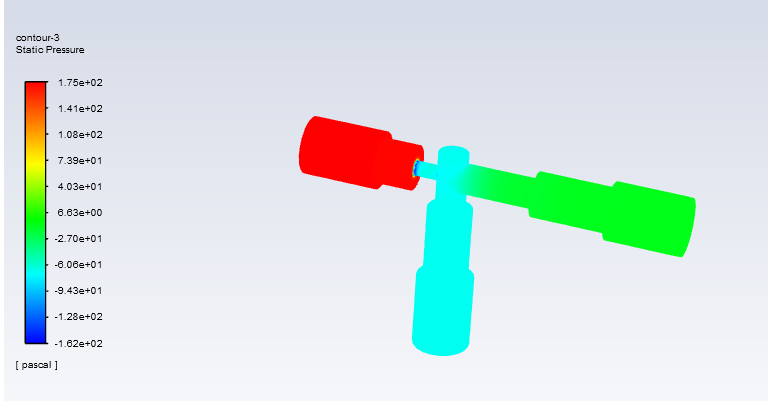 contour-3
Static Pressure
1.75e+02
1.41e+02
1.08e+02
7.39e+01
4.03e+01
6.63e+00
-2.70e+01
-6.06e+01
-9.43e+01
-1.28e+02
-1.62e+02
[ pascal ]